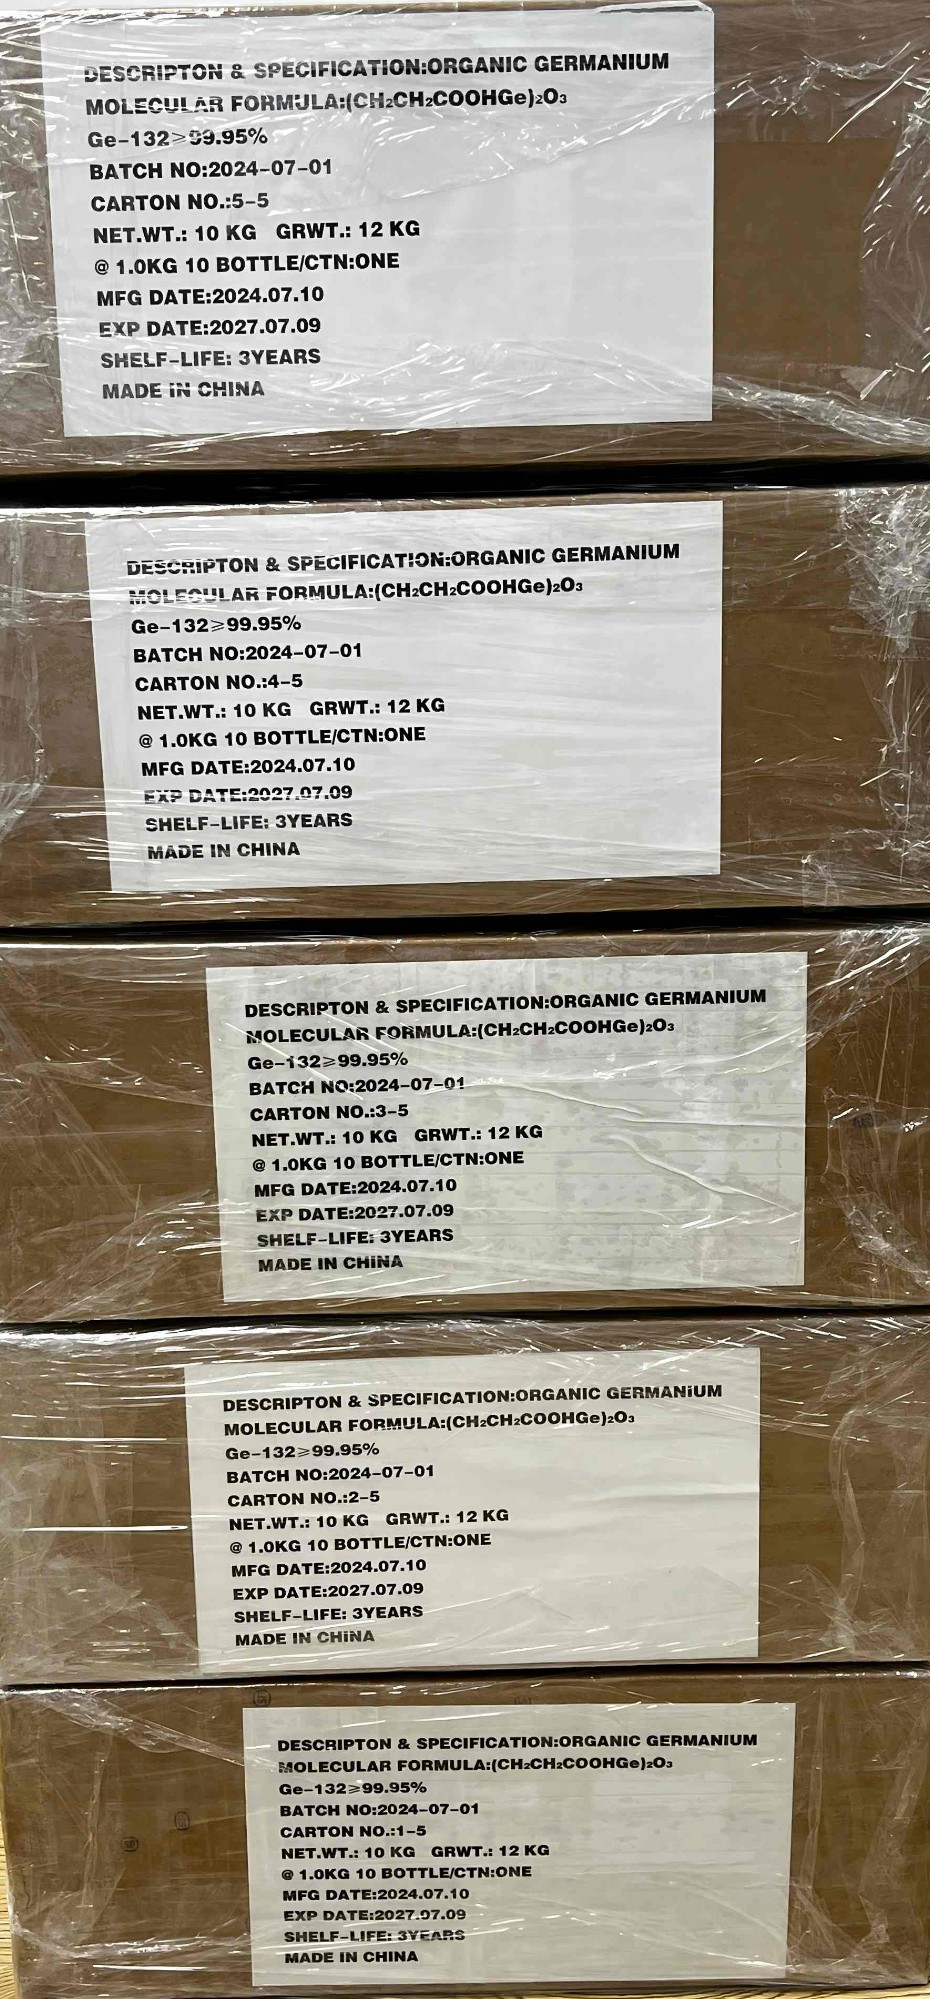 DESCRIPTON & SPECIFICATION:ORGANIC GERMANIUM
MOLECULAR FORMULA:(CH₂CH₂COOHGe)₂O₃
Ge-132≥99.95%
BATCH NO:2024-07-01
CARTON NO.:5-5
NET.WT.: 10 KG GRWT.: 12 KG
@ 1.0KG 10 BOTTLE/CTN:ONE
MFG DATE:2024.07.10
EXP DATE:2027.07.09
SHELF-LIFE: 3YEARS
MADE IN CHINA
DESCRIPTON & SPECIFICATION:ORGANIC GERMANIUM
MOLECULAR FORMULA:(CH₂CH₂COOHGe)₂O₃
Ge-132≥99.95%
BATCH NO:2024-07-01
CARTON NO.:4-5
NET.WT.: 10 KG GRWT.: 12 KG
@ 1.0KG 10 BOTTLE/CTN:ONE
MFG DATE:2024.07.10
EXP DATE:2027.07.09
SHELF-LIFE: 3YEARS
MADE IN CHINA
DESCRIPTON & SPECIFICATION:ORGANIC GERMANIUM
MOLECULAR FORMULA:(CH₂CH₂COOHGe)₂O₃
Ge-132≥99.95%
BATCH NO:2024-07-01
CARTON NO.:3-5
NET.WT.: 10 KG GRWT.: 12 KG
@ 1.0KG 10 BOTTLE/CTN:ONE
MFG DATE:2024.07.10
EXP DATE:2027.07.09
SHELF-LIFE: 3YEARS
MADE IN CHINA
DESCRIPTON & SPECIFICATION:ORGANIC GERMANIUM
MOLECULAR FORMULA:(CH₂CH₂COOHGe)₂O₃
Ge-132≥99.95%
BATCH NO:2024-07-01
CARTON NO.:2-5
NET.WT.: 10 KG GRWT.: 12 KG
@ 1.0KG 10 BOTTLE/CTN:ONE
MFG DATE:2024.07.10
EXP DATE:2027.07.09
SHELF-LIFE: 3YEARS
MADE IN CHINA
DESCRIPTON & SPECIFICATION:ORGANIC GERMANIUM
MOLECULAR FORMULA:(CH₂CH₂COOHGe)₂O₃
Ge-132≥99.95%
BATCH NO:2024-07-01
CARTON NO.:1-5
NET.WT.: 10 KG GRWT.: 12 KG
@ 1.0KG 10 BOTTLE/CTN:ONE
MFG DATE:2024.07.10
EXP DATE:2027.07.09
SHELF-LIFE: 3YEARS
MADE IN CHINA